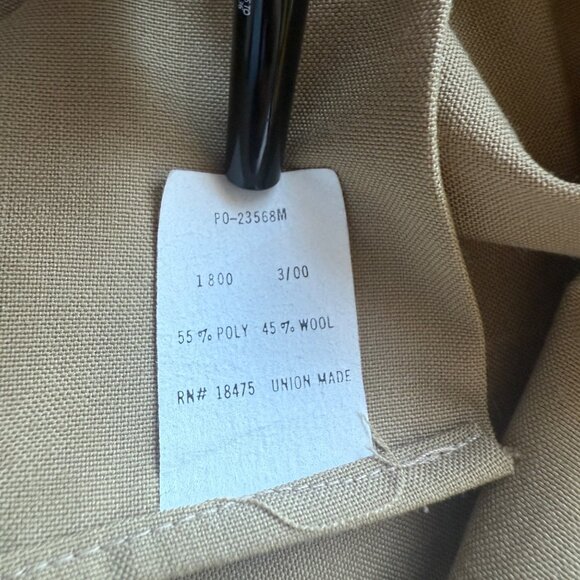 PO-23568M
1800 3/00
55% POLY 45% WOOL
RN# 18475 UNION MADE